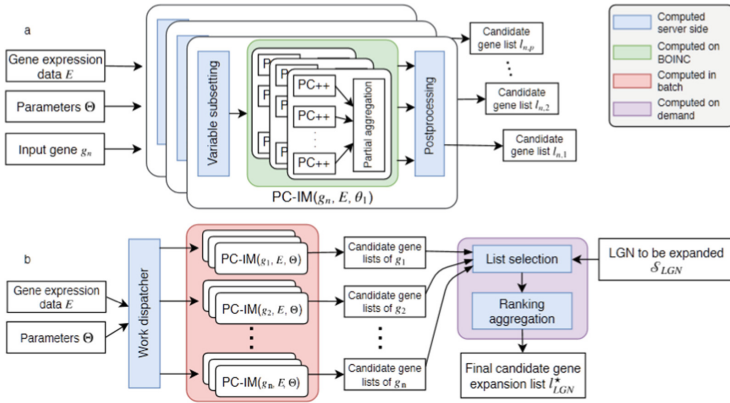 a
Gene expression
data E
Parameters Θ
Input gene gn
Variable subsetting
PC++
PC++
PC++
Partial aggregation
Postprocessing
PC-IM(gn, E, θ1)
Candidate
gene list ln,p
Candidate
gene list ln,2
Candidate
gene list ln,1
Computed
server side
Computed on
BOINC
Computed in
batch
Computed on
demand
b
Gene expression
data E
Parameters Θ
Work dispatcher
PC-IM(g1, E, Θ)
PC-IM(g2, E, Θ)
PC-IM(gn, E, Θ)
Candidate gene
lists of g1
Candidate gene
lists of g2
Candidate gene
lists of gn
List selection
Ranking
aggregation
LGN to be expanded
SLGN
Final candidate gene
expansion list l★LGN